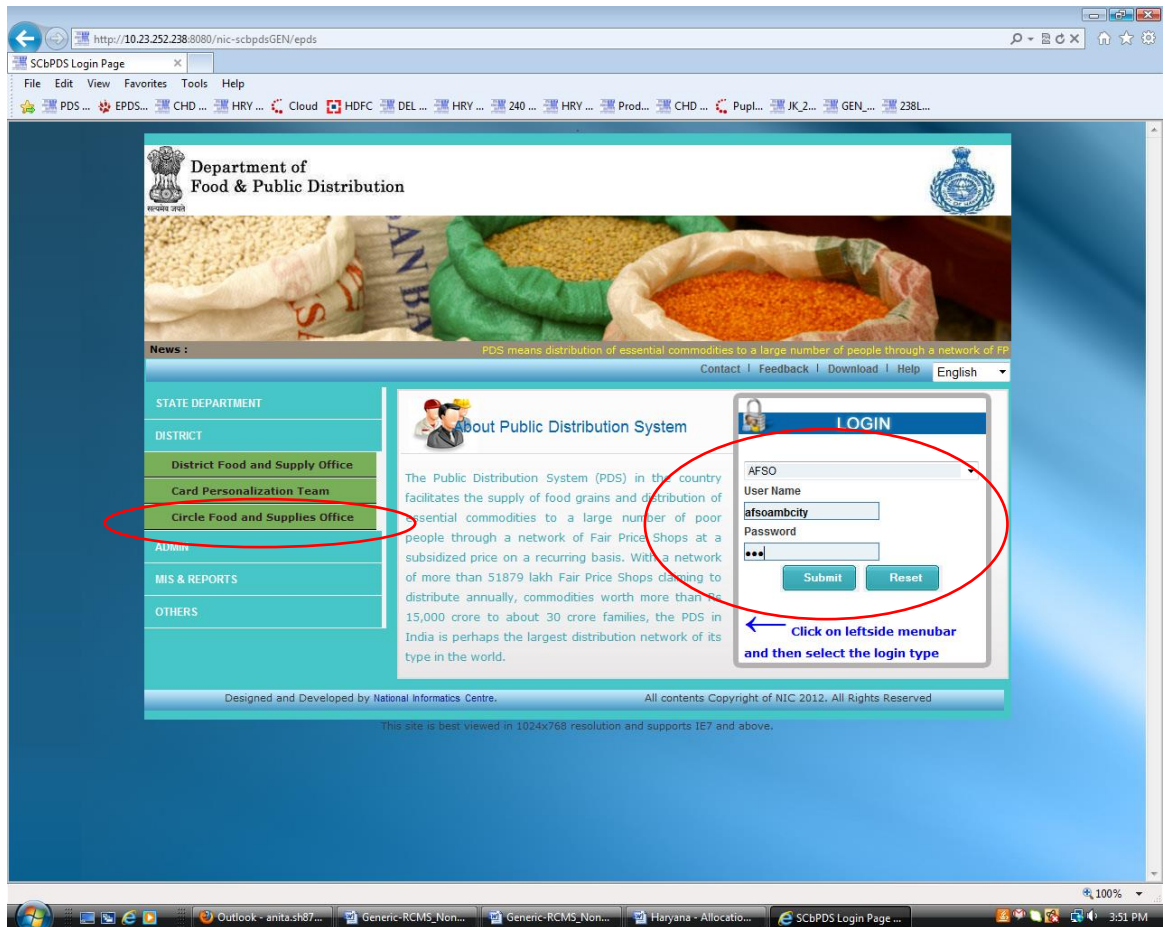 http://10.23.252.238:8080/nic-scbpdsGEN/epds
SCbPDS Login Page
File Edit View Favorites Tools Help
PDS ... EPDS... CHD ... HRY ... Cloud HDFC DEL ... HRY ... 240 ... HRY ... Prod... CHD ... Pupl... JK_2... GEN_... 238L...
Department of
Food & Public Distribution
सत्यमेव जयते
BAN BA
News :
PDS means distribution of essential commodities to a large number of people through a network of FP
Contact | Feedback | Download | Help English
STATE DEPARTMENT
DISTRICT
District Food and Supply Office
Card Personalization Team
Circle Food and Supplies Office
ADMIN
MIS & REPORTS
OTHERS
About Public Distribution System
The Public Distribution System (PDS) in the country
facilitates the supply of food grains and distribution of
essential commodities to a large number of poor
people through a network of Fair Price Shops at a
subsidized price on a recurring basis. With a network
of more than 51879 lakh Fair Price Shops claiming to
distribute annually, commodities worth more than Rs
15,000 crore to about 30 crore families, the PDS in
India is perhaps the largest distribution network of its
type in the world.
LOGIN
AFSO
User Name
afsoambcity
Password
•••
Submit Reset
← Click on leftside menubar
and then select the login type
Designed and Developed by National Informatics Centre. All contents Copyright of NIC 2012. All Rights Reserved
This site is best viewed in 1024x768 resolution and supports IE7 and above.
100%
Outlook - anita.sh87... Generic-RCMS_Non... Generic-RCMS_Non... Haryana - Allocatio... SCbPDS Login Page ... 3:51 PM